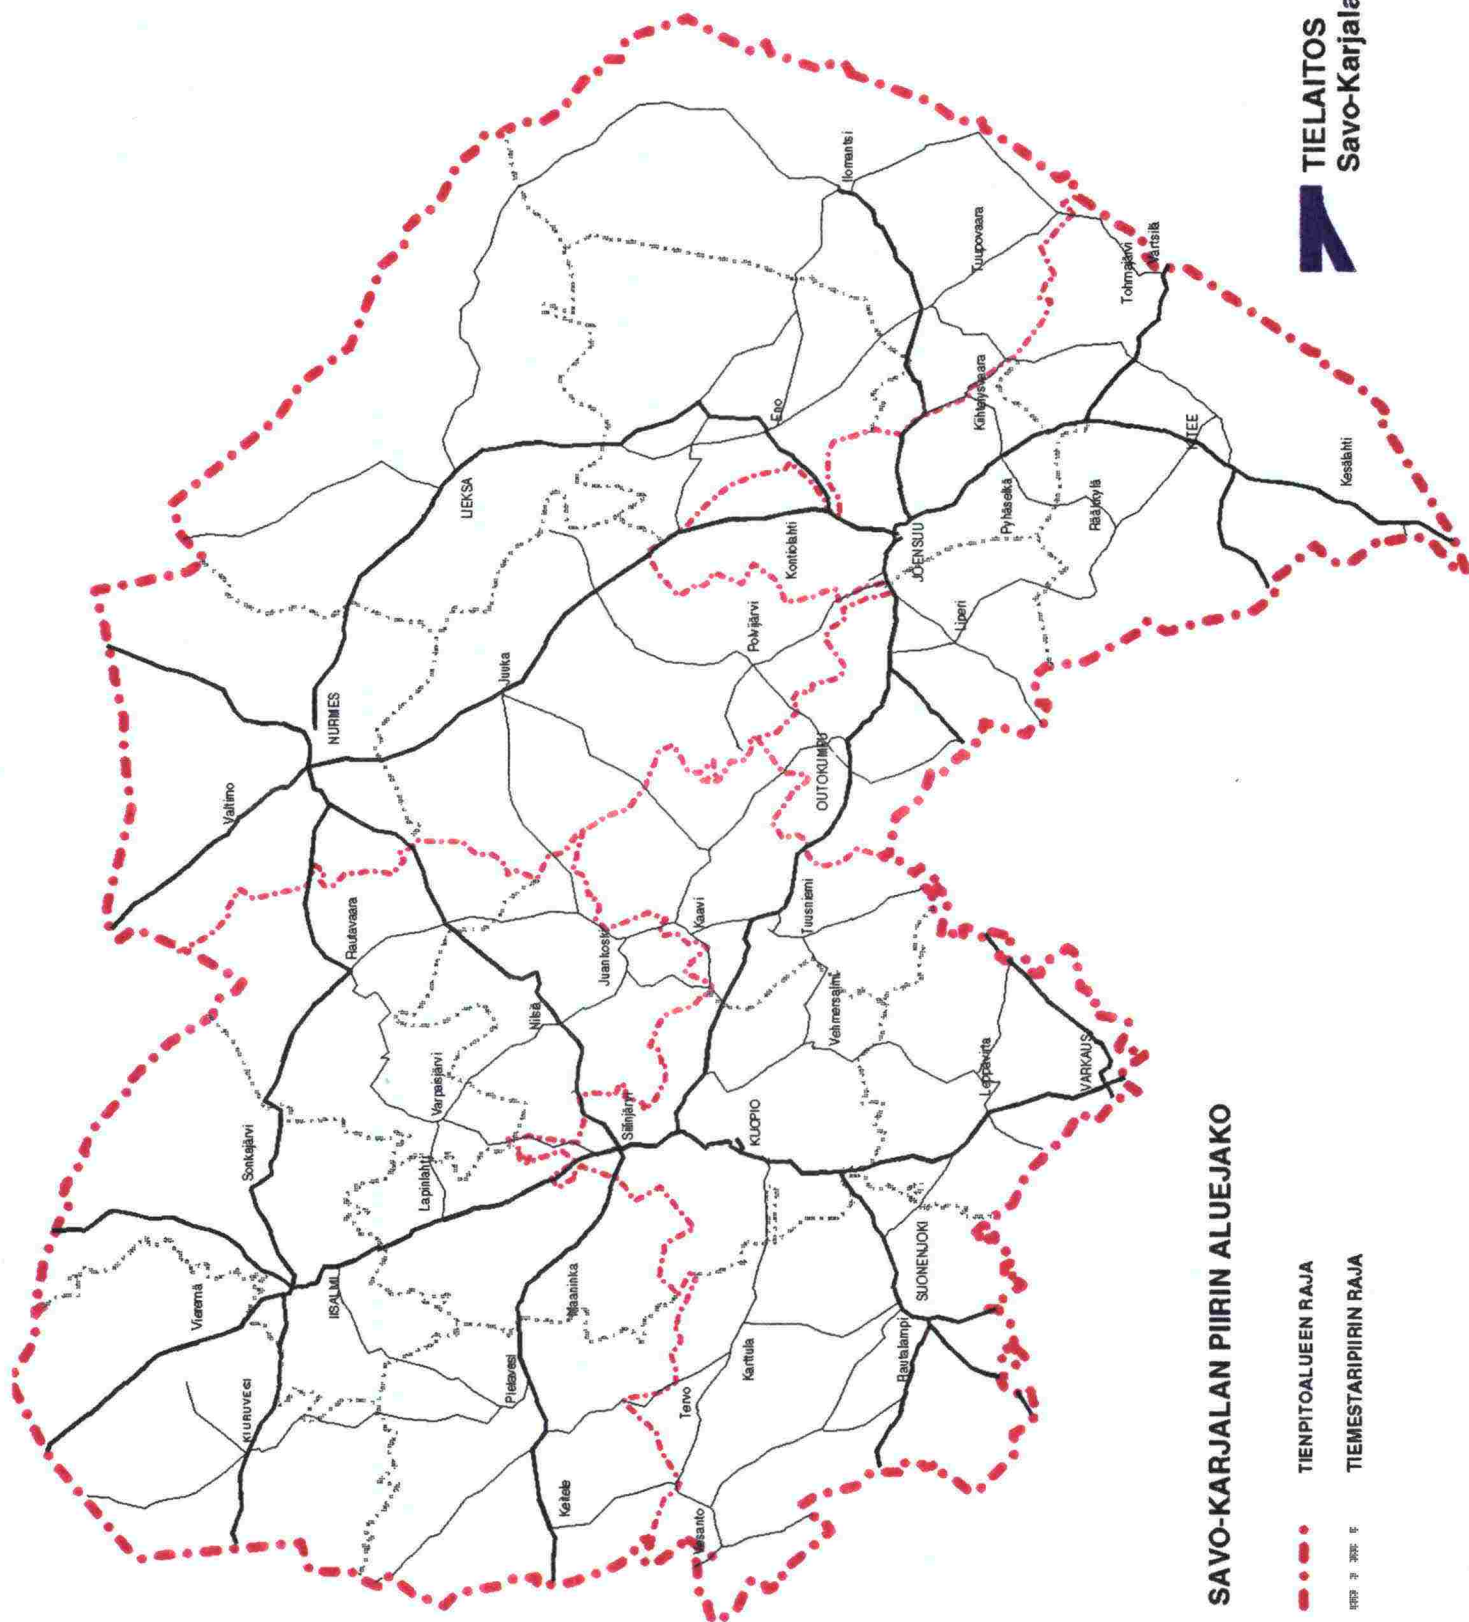 TIELAITOS
Savo-Karjala
SAVO-KARJALAN PIIRIN ALUEJAKO
TIENPITOALUEEN RAJA
TIEMESTARIPIIRIN RAJA
Vieremä
Sonkajärvi
KIURUVESI
IISALMI
Rautavaara
Valtimo
NURMES
LIEKSA
Lapinlahti
Varpaisjärvi
Pielavesi
Keitele
Maaninka
Nilsiä
Juuka
Juankoski
Siilinjärvi
Kaavi
Tervo
Vesanto
Karttula
KUOPIO
Tuusniemi
Vehmersalmi
Polvijärvi
OUTOKUMPU
Kontiolahti
Eno
Ilomantsi
SUONENJOKI
Rautalampi
Leppävirta
VARKAUS
JOENSUU
Liperi
Pyhäselkä
Kiihtelysvaara
Tuupovaara
Rääkkylä
Tohmajärvi
Värtsilä
KITEE
Kesälahti